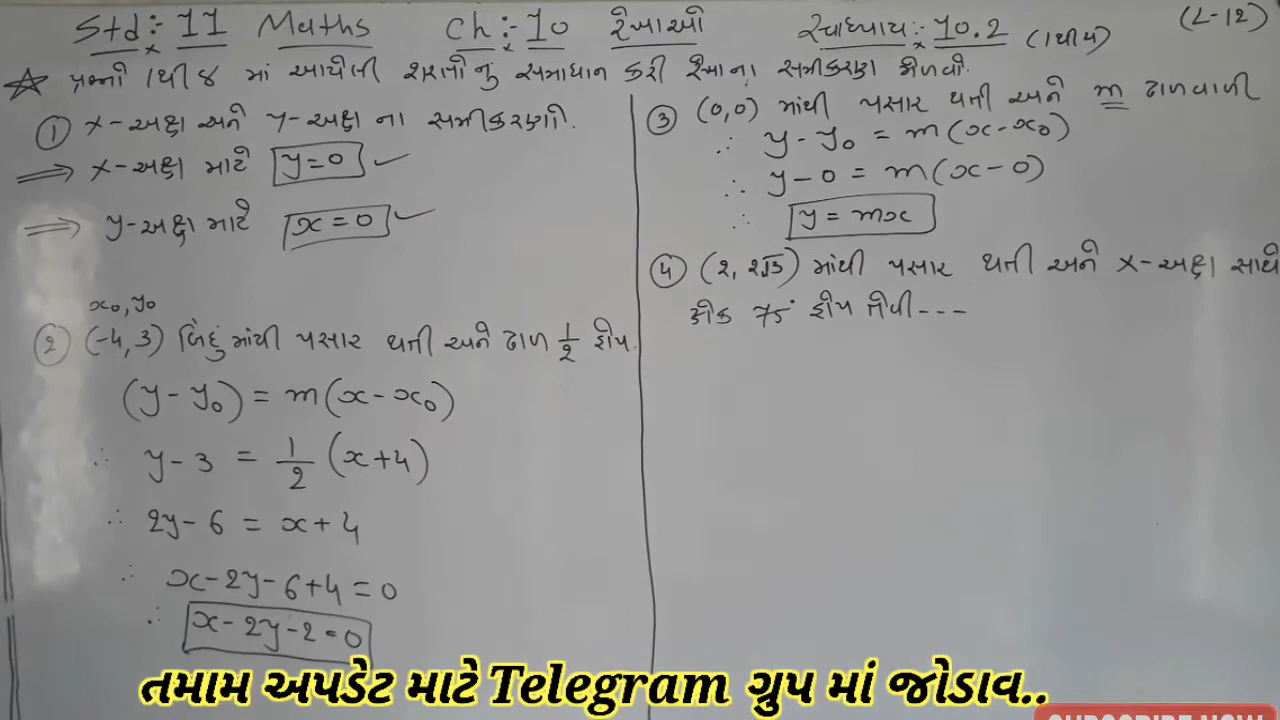 Std :- 11 Maths Ch :- 10 રેખાઓ સ્વાધ્યાય :- 10.2 (1થી4) (L-12)
પ્રશ્નો 1થી8 માં આપેલી શરતોનું સમાધાન કરી રેખાના સમીકરણ મેળવો.
① x-અક્ષ અને y-અક્ષ ના સમીકરણો.
⟹ x-અક્ષ માટે y=0
⟹ y-અક્ષ માટે x=0
x₀, y₀
② (-4, 3) બિંદુમાંથી પસાર થતી અને ઢાળ 1/2 હોય.
(y - y₀) = m(x - x₀)
∴ y - 3 = 1/2 (x+4)
∴ 2y - 6 = x + 4
∴ x - 2y - 6 + 4 = 0
∴ x - 2y - 2 = 0
③ (0,0) માંથી પસાર થતી અને m ઢાળવાળી
∴ y - y₀ = m(x - x₀)
∴ y - 0 = m(x - 0)
∴ y = mx
④ (2, 2√3) માંથી પસાર થતી અને x-અક્ષ સાથે
કોણ 75° હોય તેવી---
તમામ અપડેટ માટે Telegram ગ્રુપ માં જોડાવ..
SUBSCRIBE NOW